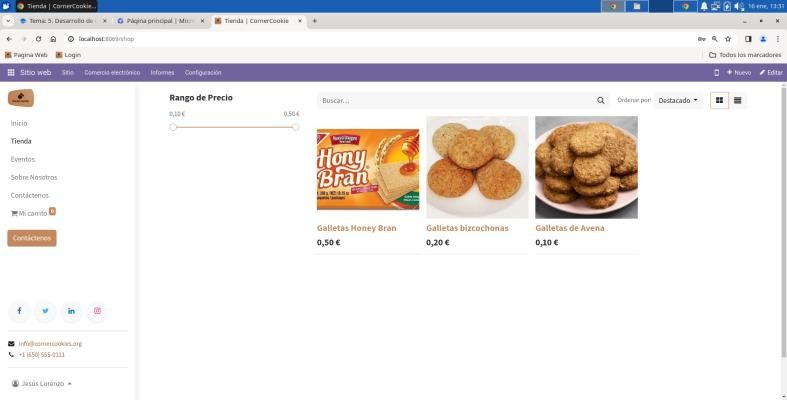 Tienda | CornerCookie...
16 ene, 13:31
Tema: 5. Desarrollo de
Página principal | Micro
Tienda | CornerCookie
localhost:8069/shop
Pagina Web
Login
Todos los marcadores
Sitio web
Sitio
Comercio electrónico
Informes
Configuración
+ Nuevo
Editar
Inicio
Tienda
Eventos
Sobre Nosotros
Contáctenos
Mi carrito 0
Contáctenos
info@cornercookies.org
+1 (650) 555-0111
Jesús Lorenzo
Rango de Precio
0,10 €
0,50 €
Buscar...
Ordenar por:
Destacado
Hony
Bran
Galletas Honey Bran
0,50 €
Galletas bizcochonas
0,20 €
Galletas de Avena
0,10 €